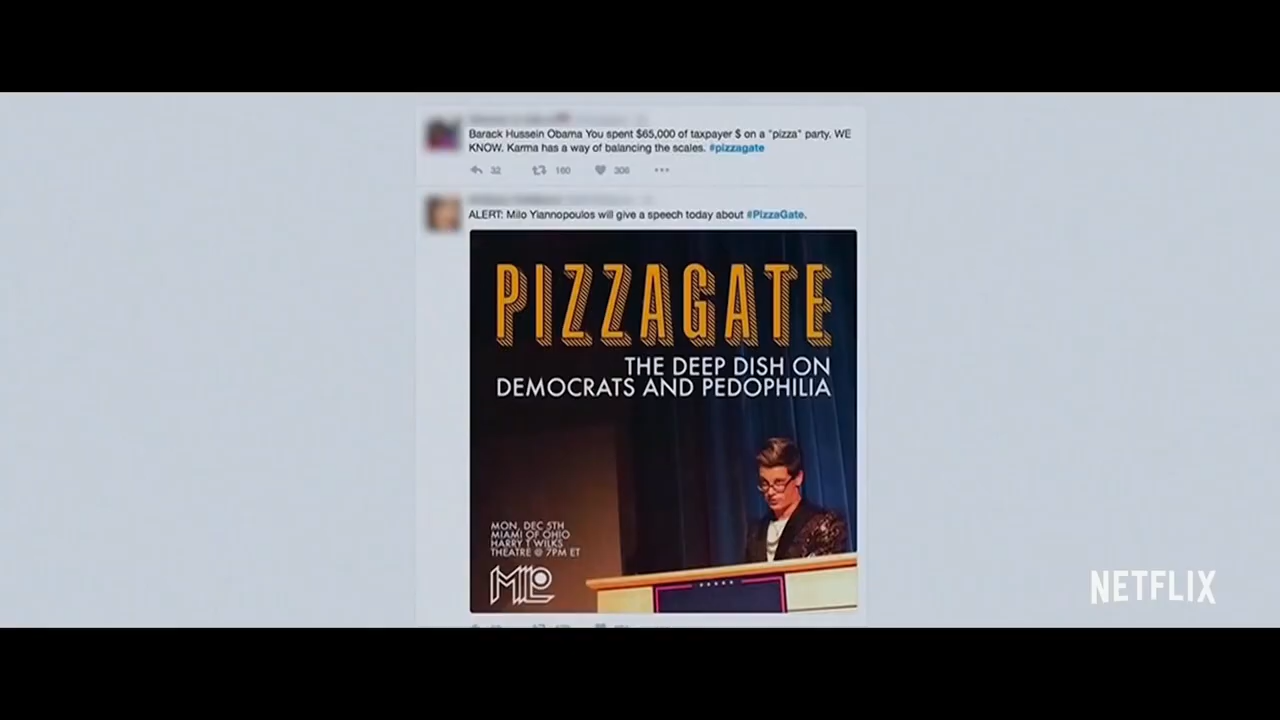 Barack Hussein Obama You spent $65,000 of taxpayer $ on a "pizza" party. WE
KNOW. Karma has a way of balancing the scales. #pizzagate
32 160 306
ALERT: Milo Yiannopoulos will give a speech today about #PizzaGate.
PIZZAGATE
THE DEEP DISH ON
DEMOCRATS AND PEDOPHILIA
MON, DEC 5TH
MIAMI OF OHIO
HARRY T WILKS
THEATRE @ 7PM ET
MILO
NETFLIX